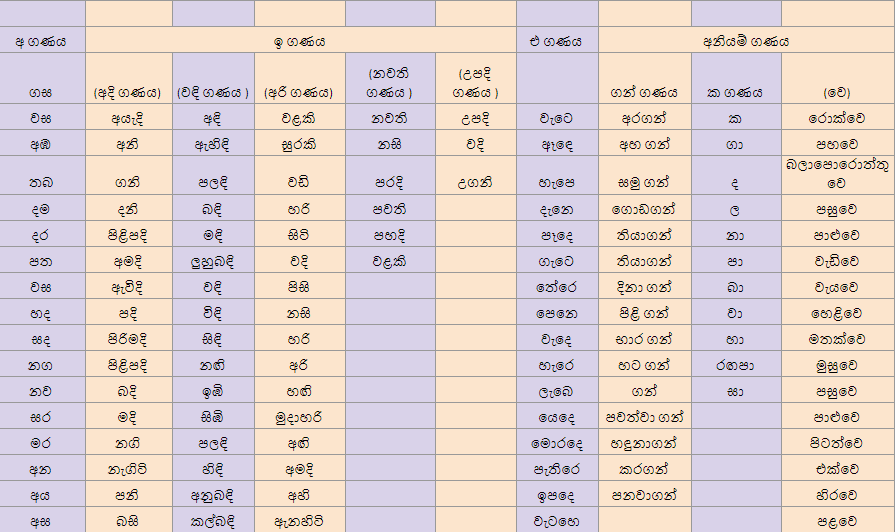 අ ගණය ඉ ගණය එ ගණය අනියම් ගණය
(නවති (උපදි
ගස (අදි ගණය) (වඳි ගණය ) (අරි ගණය) ගණය ) ගණය ) ගන් ගණය ක ගණය (වෙ)
වස අයැදි අඳි වළකි නවති උපදි වැටෙ අරගන් ක රොක්වෙ
අඹ අනි ඇහිඳි සුරකි නසි වදි ඇඳෙ අහ ගන් ගා පහවෙ
බලාපොරොත්තු
තබ ගනි පලඳි වඩි පරදි උගනි හැපෙ සමු ගන් ද වෙ
දම දනි බඳි හරි පවති දැනෙ ගොඩගන් ල පසුවෙ
දර පිළිපදි මඳි සිටි පහදි පෑදෙ තියාගන් නා පාළුවෙ
පත අමදි ලුහුබඳි වදි වළකි ගැටෙ තියාගන් පා වැඩිවෙ
වස ඇවිදි වඳි පිසි තේරෙ දිනා ගන් බා වැයවෙ
හද පදි විඳි නසි පෙනෙ පිළි ගන් වා හෙළිවෙ
සද පිරිමදි සිඳි හරි වැදෙ භාර ගන් හා මතක්වෙ
නග පිළිපදි නඟි අරි හැරෙ හට ගන් රඟපා මුසුවෙ
නව බදි ඉඹි හඟි ලැබෙ ගන් සා පසුවෙ
සර මදි සිඹි මුදාහරි යෙදෙ පවත්වා ගන් පාළුවෙ
මර නගි පලඳි අඟි මොරදෙ හඳුනාගන් පිටත්වෙ
අන නැගිටි හිඳි අමදි පැතිරෙ කරගන් එක්වෙ
අය පනි අනුබඳි අහි ඉපදෙ පනවාගන් හිරවෙ
අස බසි කල්බඳි ඇනහිටි වැටහෙ පළවෙ